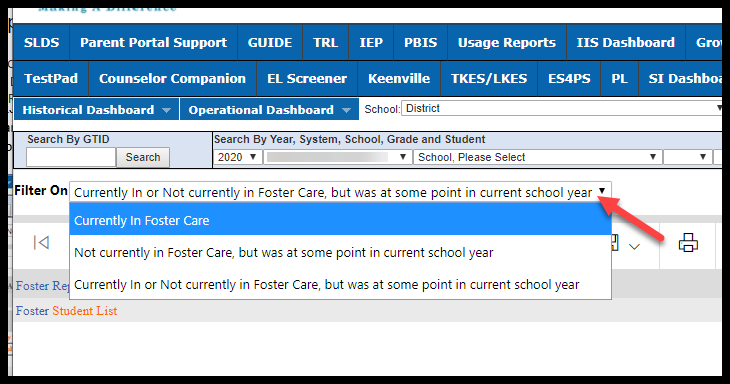 Making A Difference
SLDS Parent Portal Support GUIDE TRL IEP PBIS Usage Reports IIS Dashboard Grow
TestPad Counselor Companion EL Screener Keenville TKES/LKES ES4PS PL SI Dashboa
Historical Dashboard Operational Dashboard School: District
Search By GTID Search By Year, System, School, Grade and Student
Search 2020 School, Please Select
Filter On Currently In or Not currently in Foster Care, but was at some point in current school year
Currently In Foster Care
Not currently in Foster Care, but was at some point in current school year
Currently In or Not currently in Foster Care, but was at some point in current school year
Foster Rep
Foster Student List